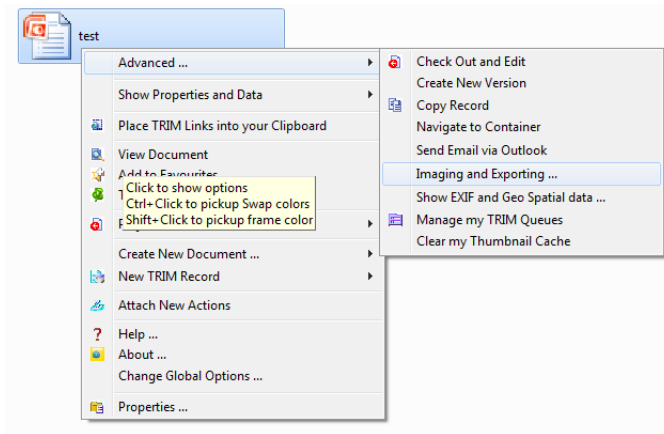 test
Advanced ...
Show Properties and Data
Place TRIM Links into your Clipboard
View Document
Add to Favourites
Click to show options
Ctrl+Click to pickup Swap colors
Shift+Click to pickup frame color
Create New Document ...
New TRIM Record
Attach New Actions
Help ...
About ...
Change Global Options ...
Properties ...
Check Out and Edit
Create New Version
Copy Record
Navigate to Container
Send Email via Outlook
Imaging and Exporting ...
Show EXIF and Geo Spatial data ...
Manage my TRIM Queues
Clear my Thumbnail Cache